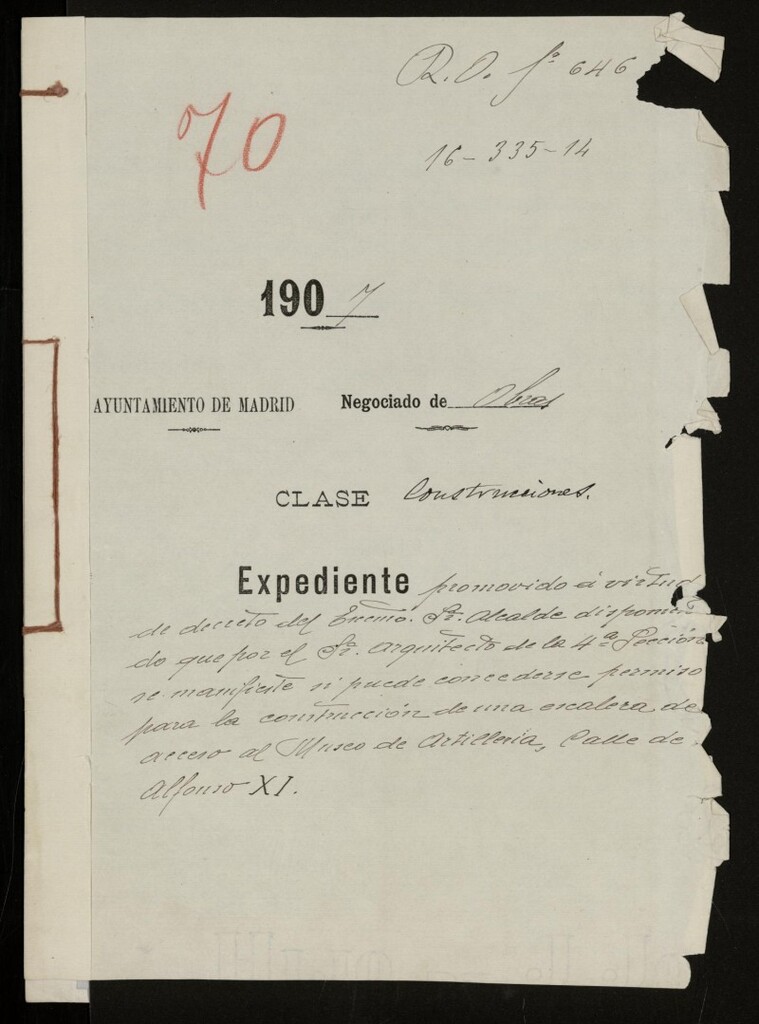 R. O. fº 646
70
16-335-14
1907
AYUNTAMIENTO DE MADRID Negociado de Obras
CLASE Construcciones.
Expediente promovido á virtud
de decreto del Excmo. Sr. Alcalde disponien
do que por el Sr. Arquitecto de la 4ª Sección
se manifieste si puede concederse permiso
para la construcción de una escalera de
acceso al Museo de Artilleria, Calle de
Alfonso XI.